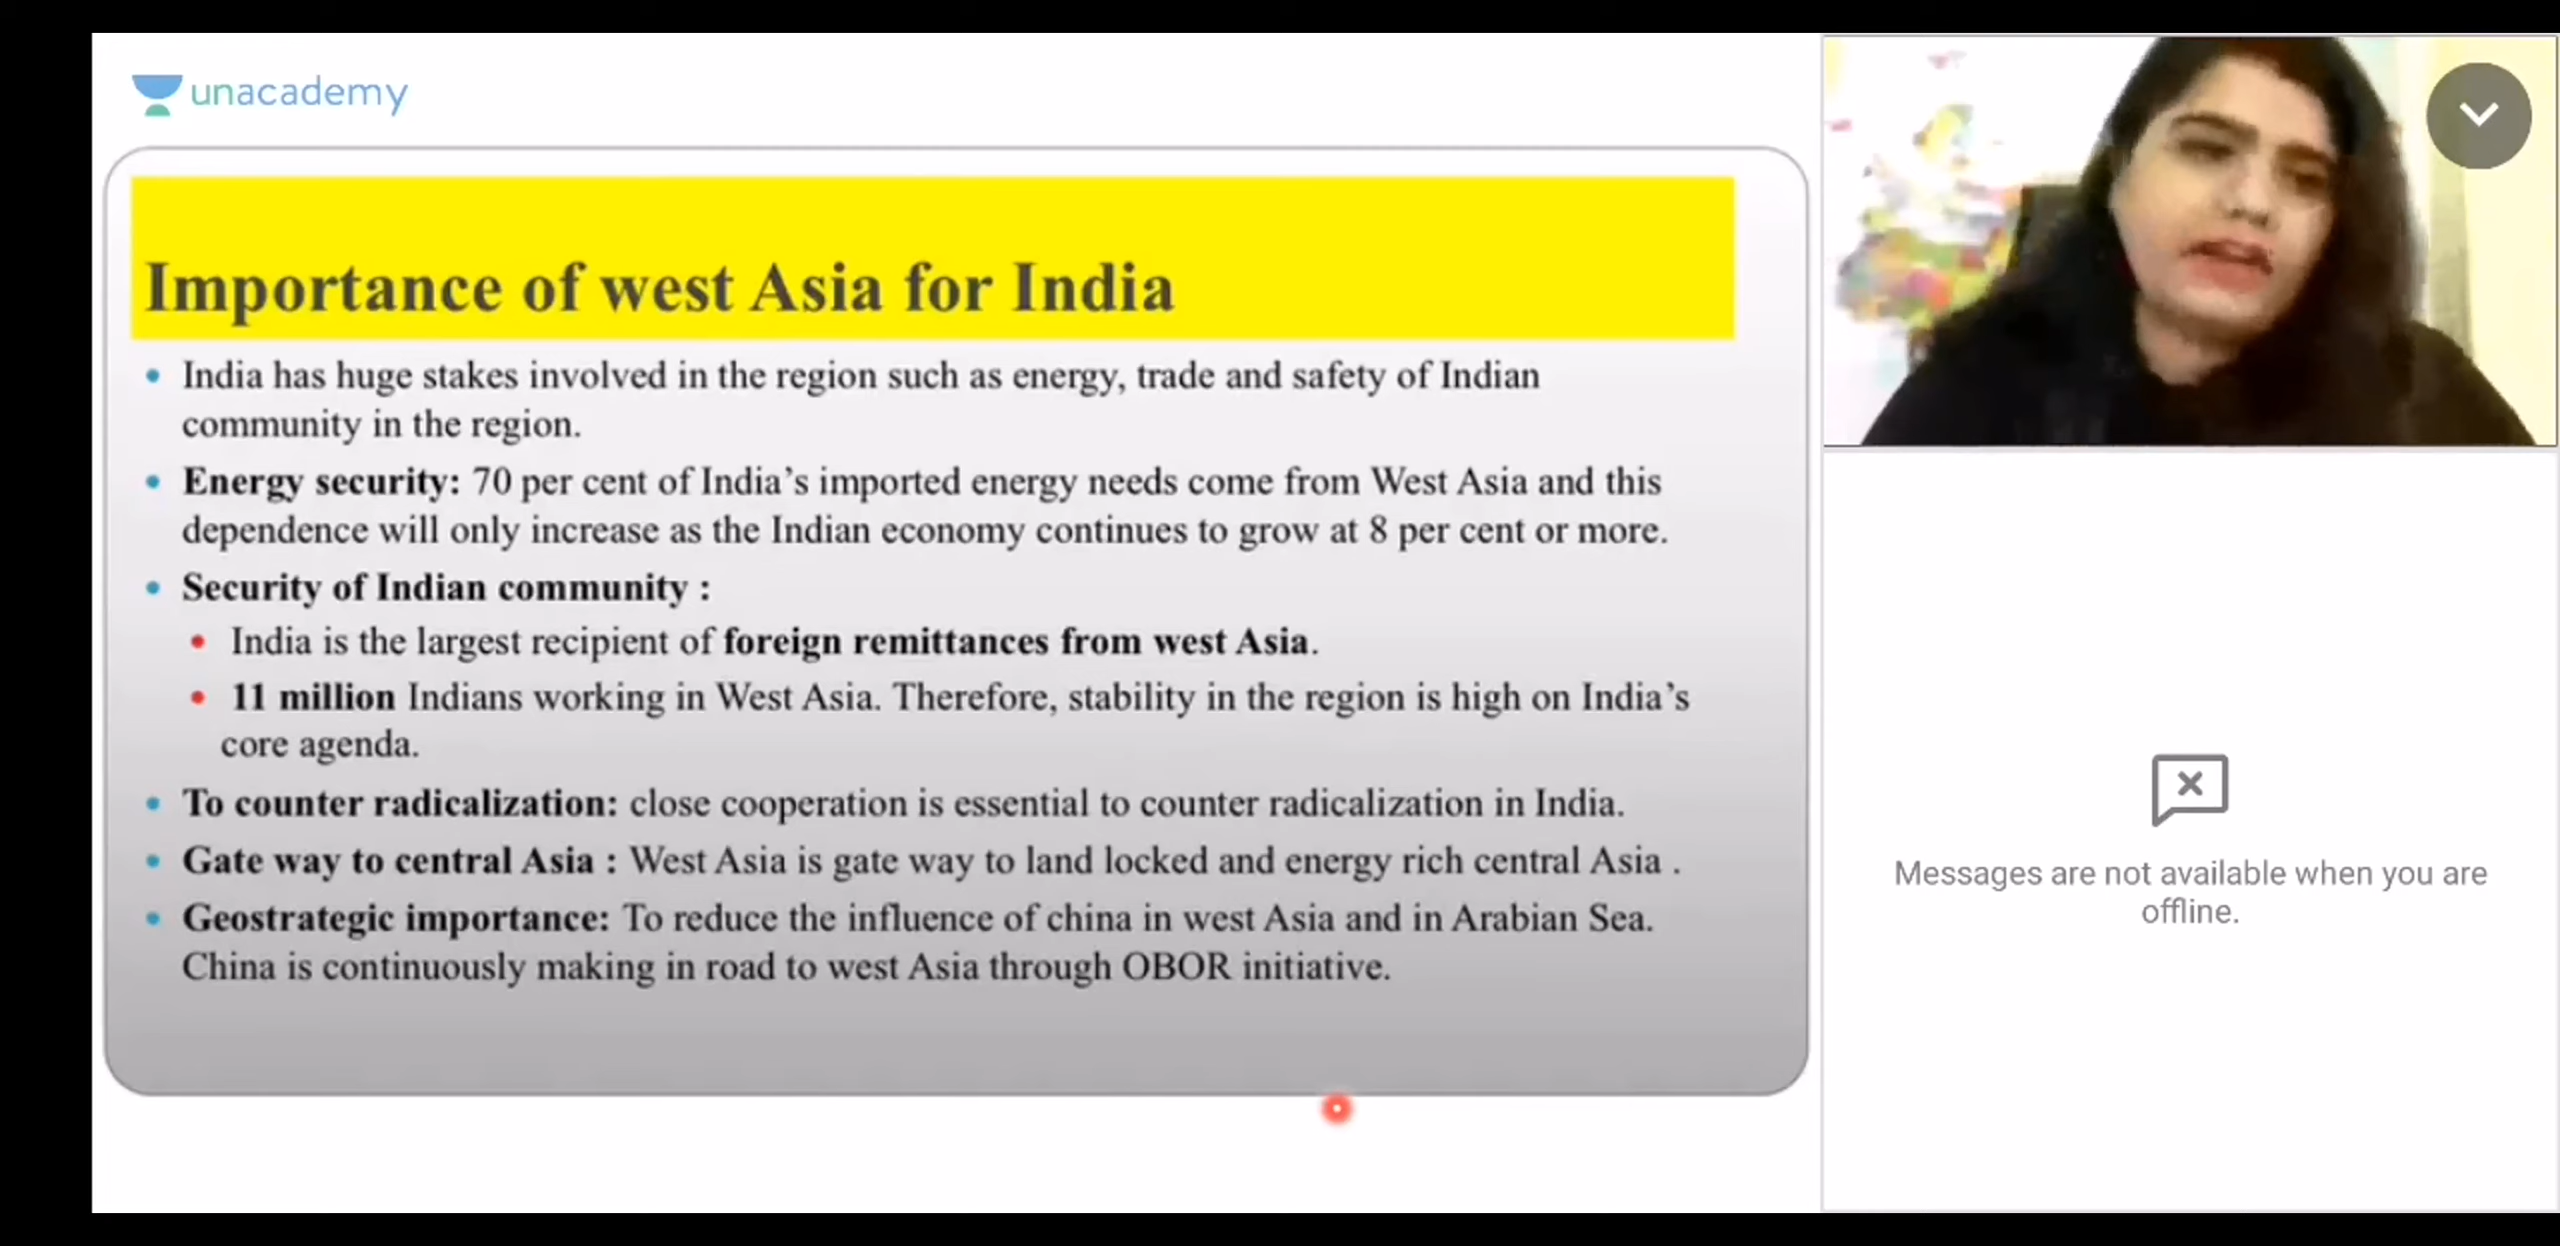 unacademy
Importance of west Asia for India
• India has huge stakes involved in the region such as energy, trade and safety of Indian
community in the region.
• Energy security: 70 per cent of India’s imported energy needs come from West Asia and this
dependence will only increase as the Indian economy continues to grow at 8 per cent or more.
• Security of Indian community :
• India is the largest recipient of foreign remittances from west Asia.
• 11 million Indians working in West Asia. Therefore, stability in the region is high on India’s
core agenda.
• To counter radicalization: close cooperation is essential to counter radicalization in India.
• Gate way to central Asia : West Asia is gate way to land locked and energy rich central Asia .
• Geostrategic importance: To reduce the influence of china in west Asia and in Arabian Sea.
China is continuously making in road to west Asia through OBOR initiative.
Messages are not available when you are
offline.